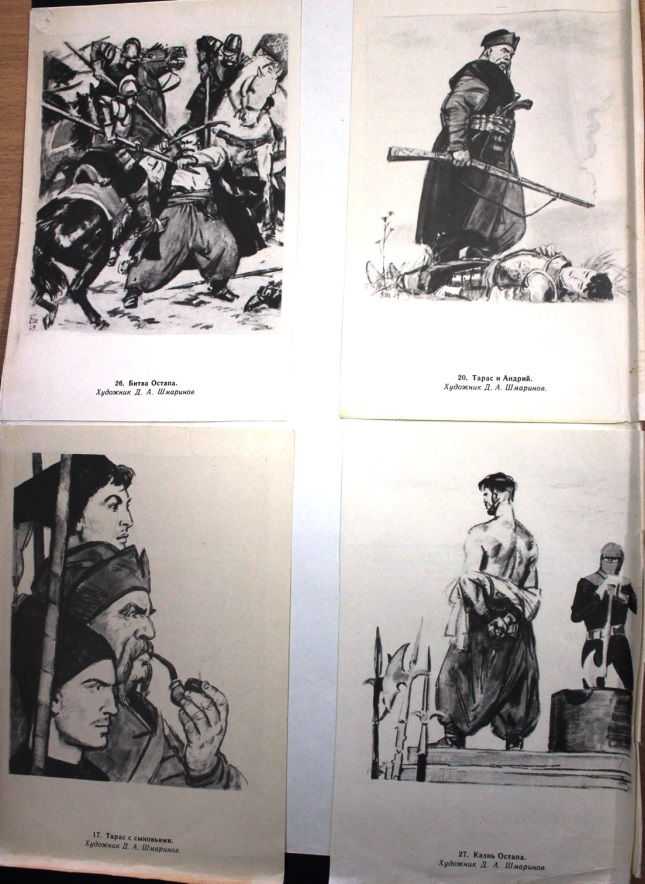 26. Битва Остапа.
Художник Д. А. Шмаринов
20. Тарас и Андрий.
Художник Д. А. Шмаринов.
17. Тарас с сыновьями.
Художник Д. А. Шмаринов.
27. Казнь Остапа.
Художник Д. А. Шмаринов